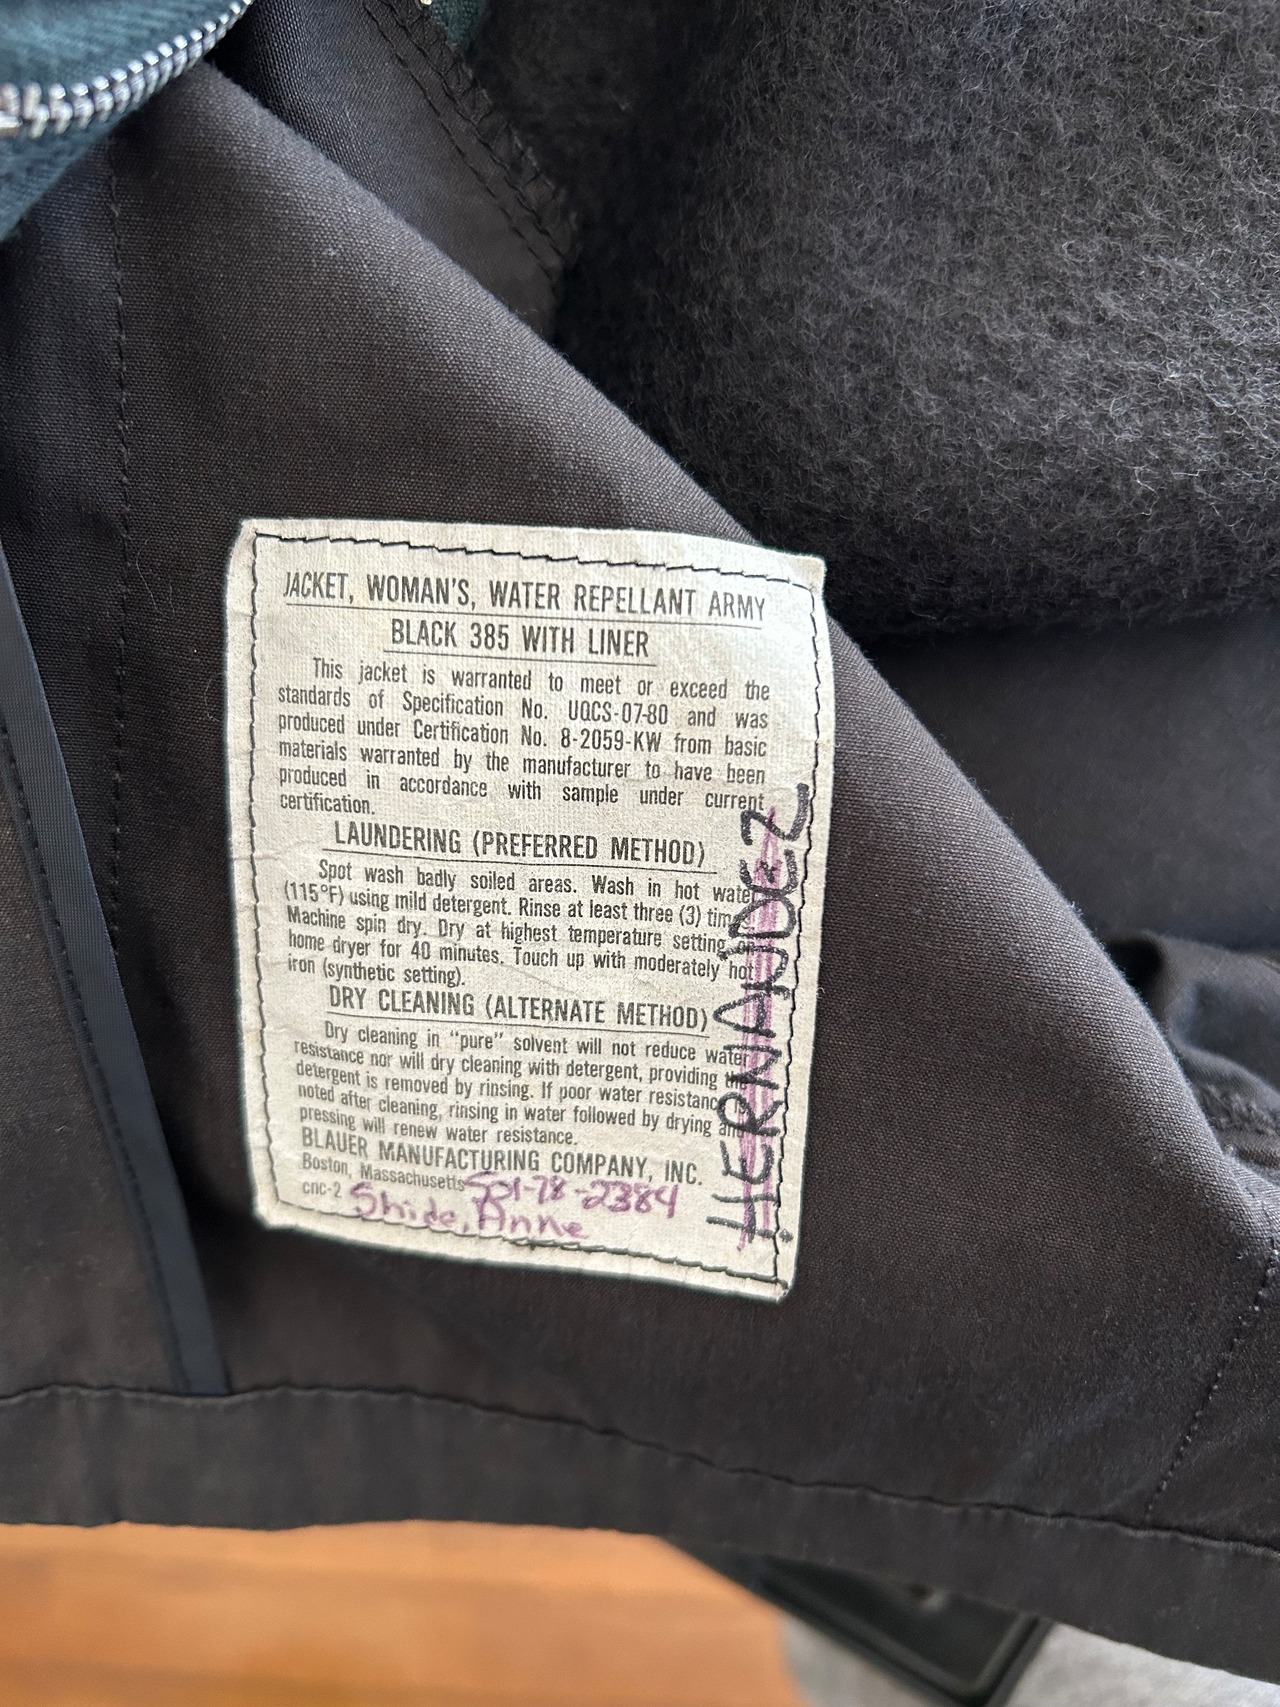 JACKET, WOMAN'S, WATER REPELLANT ARMY
BLACK 385 WITH LINER
This jacket is warranted to meet or exceed the
standards of Specification No. UQCS-07-80 and was
produced under Certification No. 8-2059-KW from basic
materials warranted by the manufacturer to have been
produced in accordance with sample under current
certification.
LAUNDERING (PREFERRED METHOD)
Spot wash badly soiled areas. Wash in hot water
(115°F) using mild detergent. Rinse at least three (3)
Machine spin dry. Dry at highest temperature setting
home dryer for 40 minutes. Touch up with moderately hot
iron (synthetic setting).
DRY CLEANING (ALTERNATE METHOD)
Dry cleaning in "pure" solvent will not reduce water
resistance nor will dry cleaning with detergent, providing the
detergent is removed by rinsing. If poor water resistance
noted after cleaning, rinsing in water followed by drying and
pressing will renew water resistance.
BLAUER MANUFACTURING COMPANY, INC.
Boston, Massachusetts 501-78-2384
cnc-2 Shide, Anne
HERNANDEZ